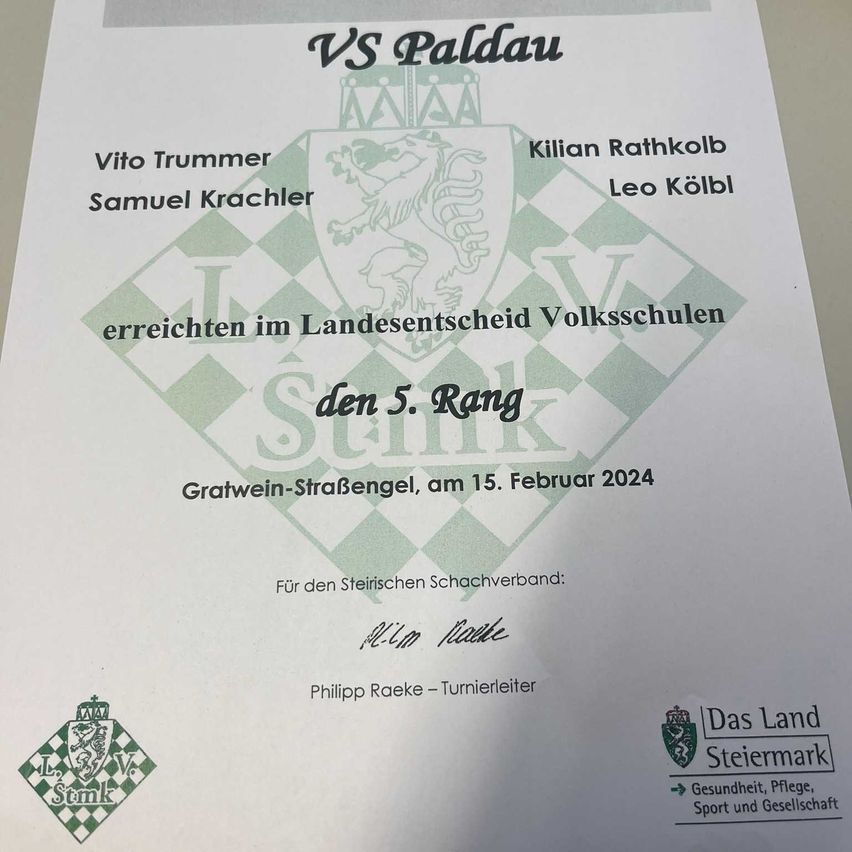 VS Paldau
Vito Trummer
Kilian Rathkolb
Samuel Krachler
Leo Kölbl
L. V.
erreichten im Landesentscheid Volksschulen
den 5. Rang
Stmk
Gratwein-Straßengel, am 15. Februar 2024
Für den Steirischen Schachverband:
Philipp Raeke – Turnierleiter
L. V.
Stmk
Das Land
Steiermark
→ Gesundheit, Pflege,
Sport und Gesellschaft